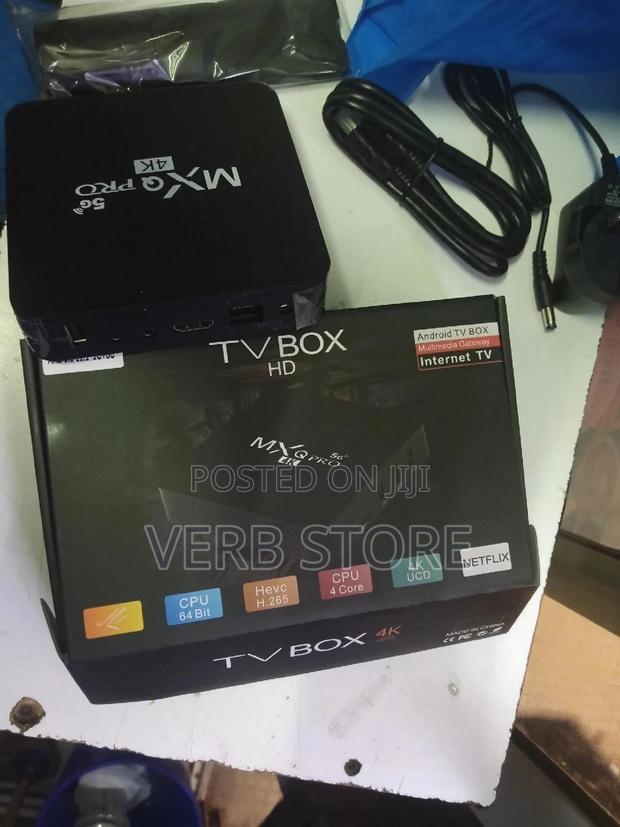 MXQ PRO
4K
5G
TV BOX
HD
Android TV BOX
Multimedia Gateway
Internet TV
MXQ PRO
5G
4K
POSTED ON JIJI
VERB STORE
CPU
64 Bit
Hevc
H.265
CPU
4 Core
4K
UCD
NETFLIX
TV BOX 4K
MADE IN CHINA